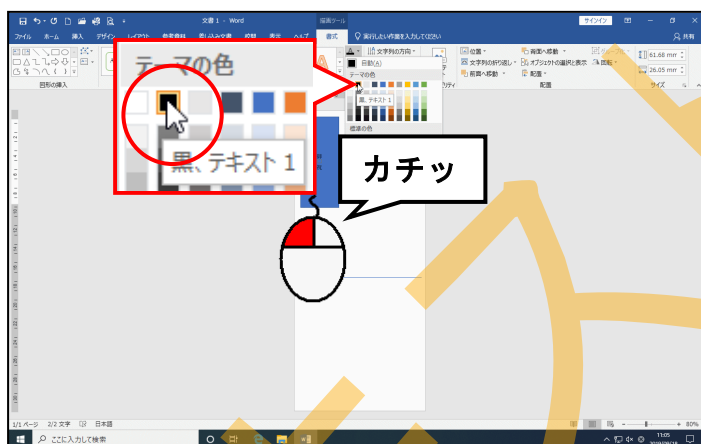 文書 1 - Word
描画ツール
サインイン
ファイル ホーム 挿入 デザイン レイアウト 参考資料 差し込み文書 校閲 表示 ヘルプ 書式 実行したい作業を入力してください 共有
文字列の方向
自動(A)
テーマの色
黒、テキスト 1
標準の色
位置
文字列の折り返し
前面へ移動
背面へ移動
オブジェクトの選択と表示
配置
回転
61.68 mm
26.05 mm
図形の挿入
配置
サイズ
テーマの色
黒、テキスト 1
カチッ
1/1 ページ 2/2 文字 日本語
80%
ここに入力して検索
11:05